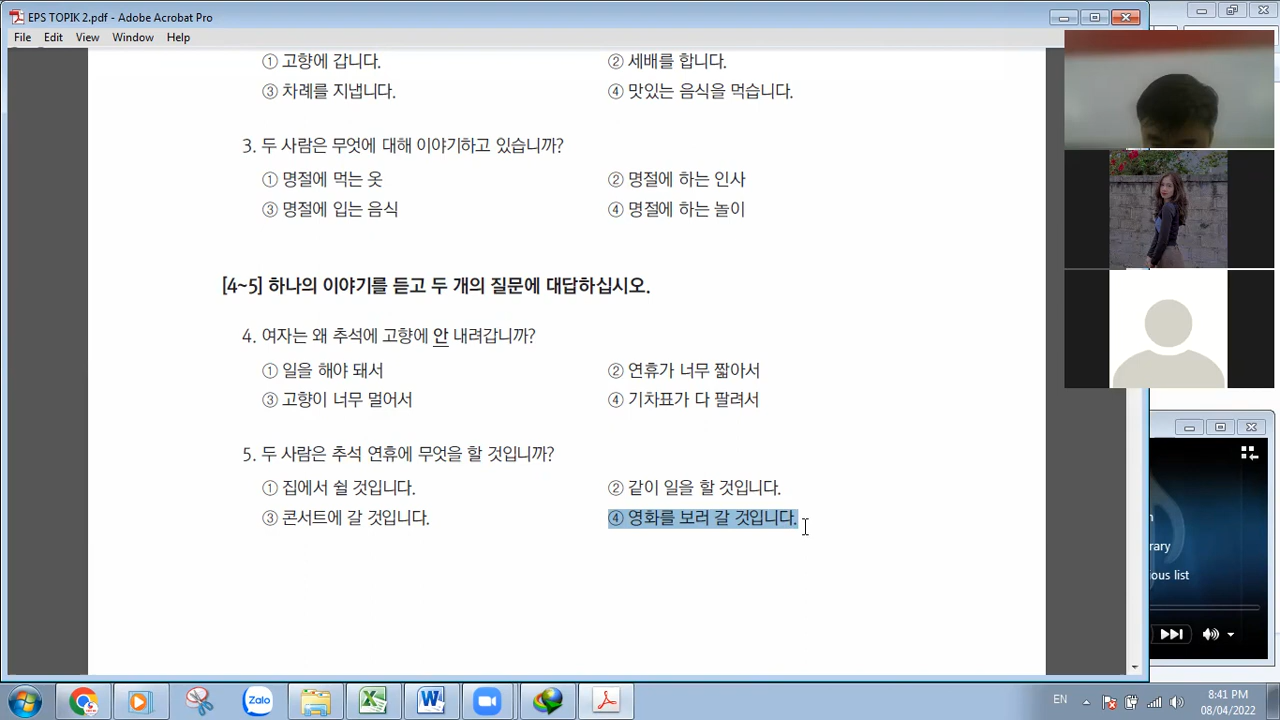 EPS TOPIK 2.pdf - Adobe Acrobat Pro
File Edit View Window Help
① 고향에 갑니다.
② 세배를 합니다.
③ 차례를 지냅니다.
④ 맛있는 음식을 먹습니다.
3. 두 사람은 무엇에 대해 이야기하고 있습니까?
① 명절에 먹는 옷
② 명절에 하는 인사
③ 명절에 입는 음식
④ 명절에 하는 놀이
[4~5] 하나의 이야기를 듣고 두 개의 질문에 대답하십시오.
4. 여자는 왜 추석에 고향에 안 내려갑니까?
① 일을 해야 돼서
② 연휴가 너무 짧아서
③ 고향이 너무 멀어서
④ 기차표가 다 팔려서
5. 두 사람은 추석 연휴에 무엇을 할 것입니까?
① 집에서 쉴 것입니다.
② 같이 일을 할 것입니다.
③ 콘서트에 갈 것입니다.
④ 영화를 보러 갈 것입니다.
rary
ious list
Zalo
EN
8:41 PM
08/04/2022